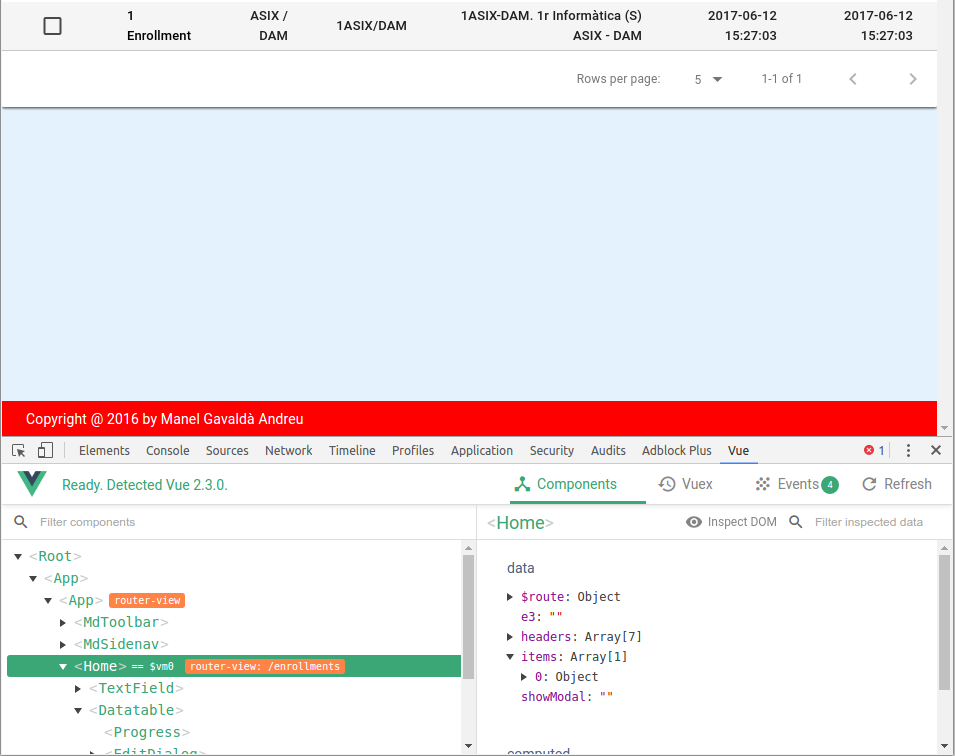 1 Enrollment ASIX / DAM 1ASIX/DAM 1ASIX-DAM. 1r Informàtica (S) ASIX - DAM 2017-06-12 15:27:03 2017-06-12 15:27:03
Rows per page: 5 1-1 of 1
Copyright @ 2016 by Manel Gavaldà Andreu
Elements Console Sources Network Timeline Profiles Application Security Audits Adblock Plus Vue 1
Ready. Detected Vue 2.3.0. Components Vuex Events 4 Refresh
Filter components
<Home> Inspect DOM Filter inspected data
<Root>
<App>
<App> router-view
<MdToolbar>
<MdSidenav>
<Home> == $vm0 router-view: /enrollments
<TextField>
<Datatable>
<Progress>
<EditDialog>
data
$route: Object
e3: ""
headers: Array[7]
items: Array[1]
0: Object
showModal: ""
computed